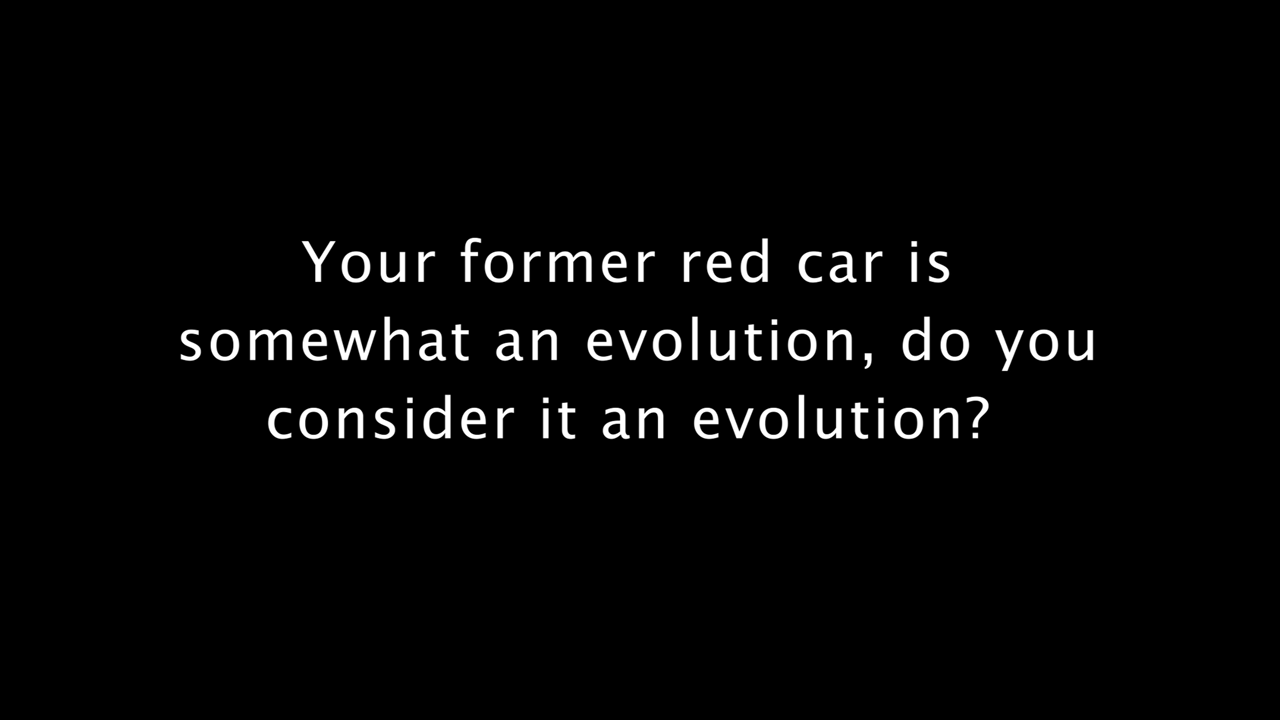 Your former red car is
somewhat an evolution, do you
consider it an evolution?